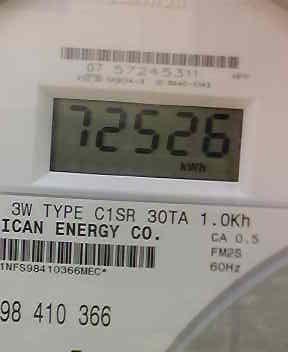 07 57245311
72526
kWh
3W TYPE C1SR 30TA 1.0Kh
ICAN ENERGY CO.
CA 0.5
FM2S
60Hz
1NFS98410366MEC*
98 410 366